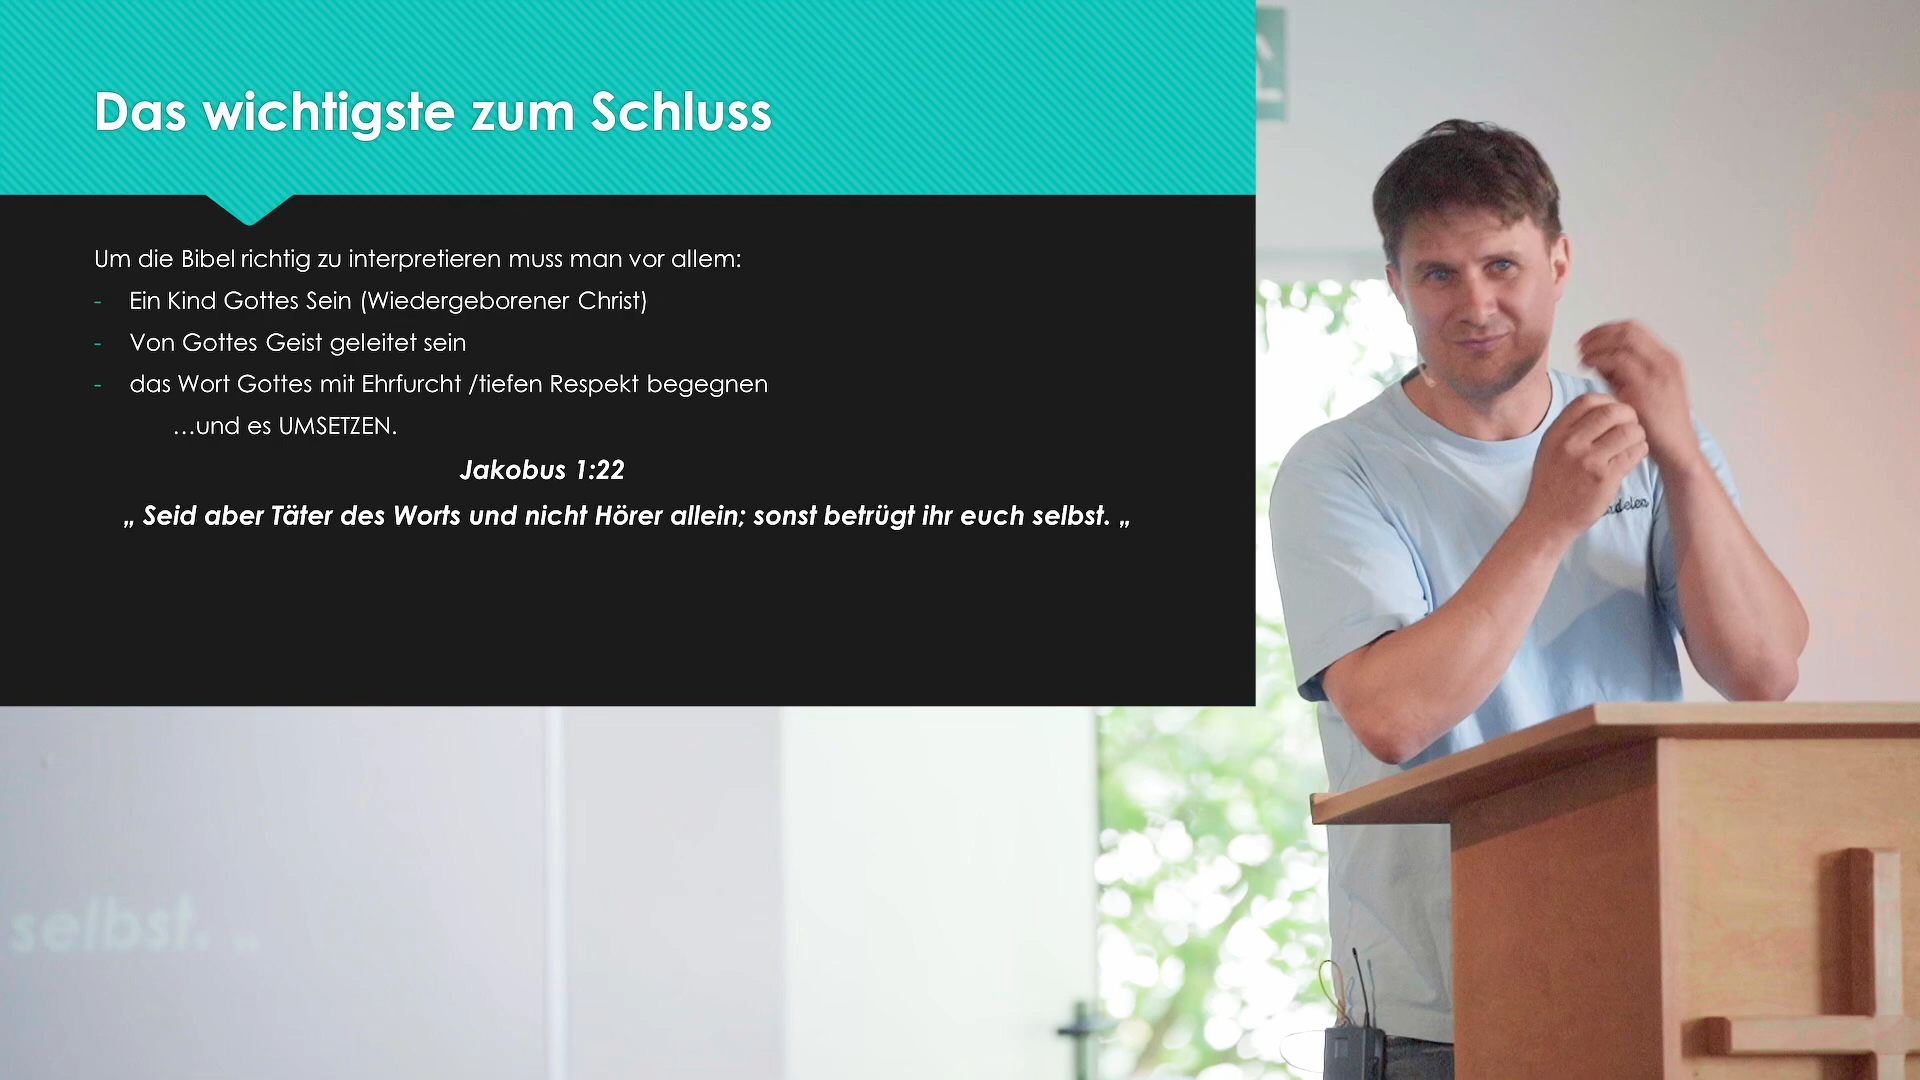 Das wichtigste zum Schluss
Um die Bibel richtig zu interpretieren muss man vor allem:
- Ein Kind Gottes Sein (Wiedergeborener Christ)
- Von Gottes Geist geleitet sein
- das Wort Gottes mit Ehrfurcht /tiefen Respekt begegnen
...und es UMSETZEN.
Jakobus 1:22
„ Seid aber Täter des Worts und nicht Hörer allein; sonst betrügt ihr euch selbst. „
selbst. „